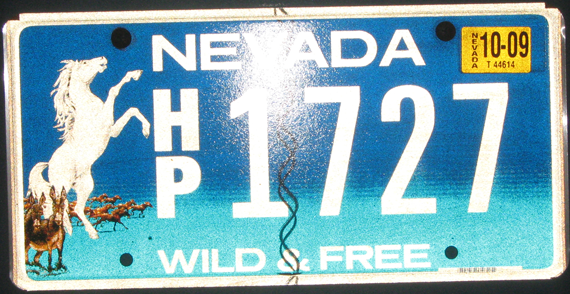 NEVADA
NEVADA 10-09
T 44614
HP 1727
WILD & FREE